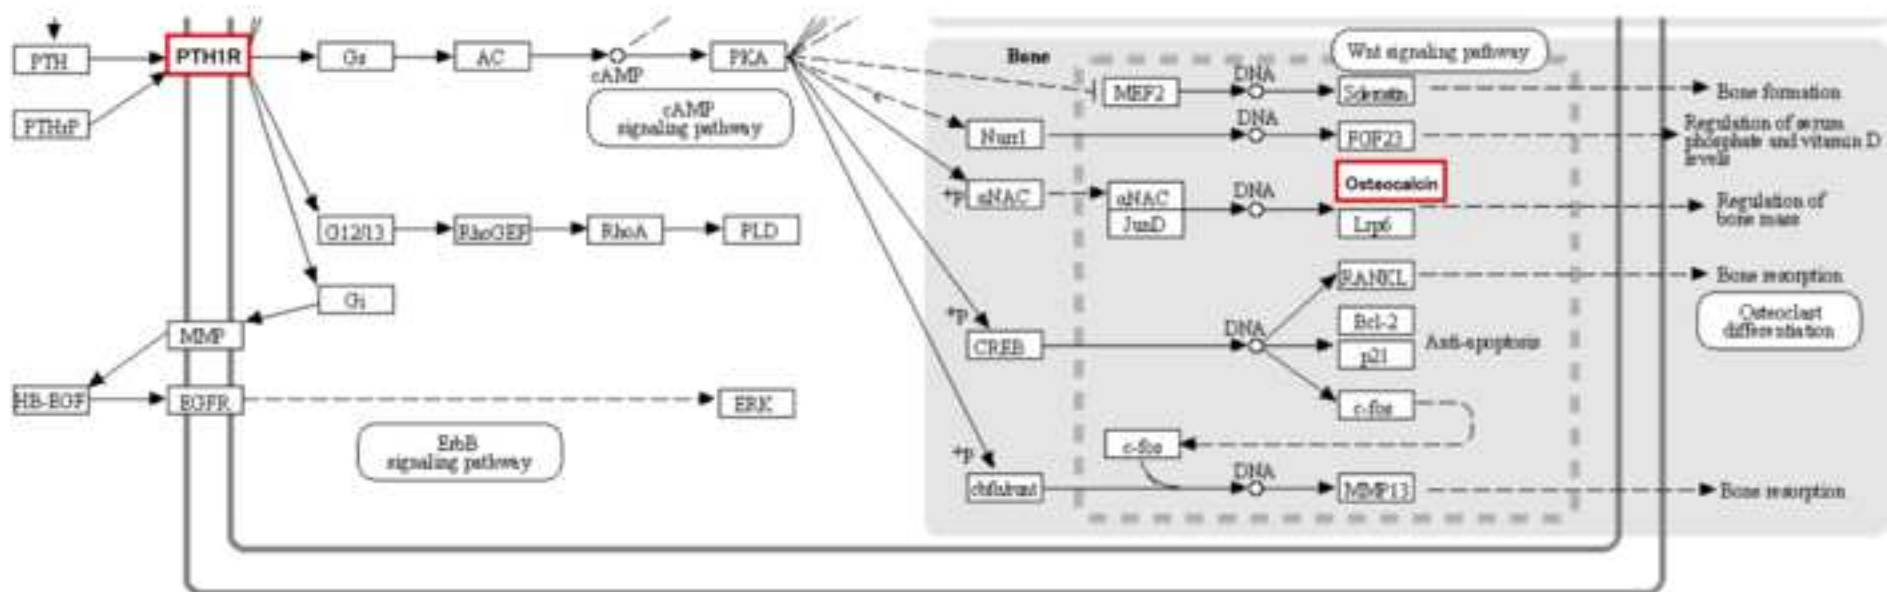 PTH
PTH1R
Gs
AC
cAMP
PKA
PTHrP
cAMP
signaling pathway
G12/13
RhoGEF
RhoA
PLD
Gi
MMP
HB-EGF
EGFR
ERK
ErbB
signaling pathway
Bone
Wnt signaling pathway
MEF2
DNA
Sclerostin
Bone formation
Nurr1
DNA
FGF23
Regulation of serum
phosphate and vitamin D
levels
+p
αNAC
αNAC
JunD
DNA
Osteocalcin
Lrp6
Regulation of
bone mass
RANKL
Bone resorption
+p
CREB
DNA
Bcl-2
p21
Anti-apoptosis
Osteoclast
differentiation
c-fos
c-fos
+p
cbfa/runt
DNA
MMP13
Bone resorption